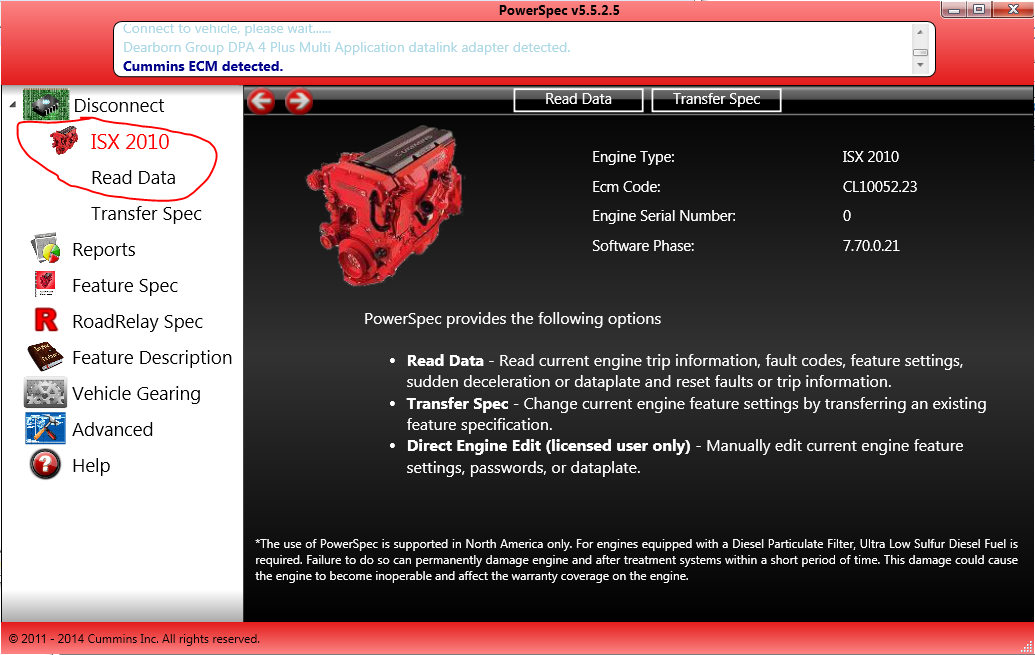 PowerSpec v5.5.2.5
Connect to vehicle, please wait......
Dearborn Group DPA 4 Plus Multi Application datalink adapter detected.
Cummins ECM detected.
Disconnect
ISX 2010
Read Data
Transfer Spec
Reports
Feature Spec
R RoadRelay Spec
Feature Description
Vehicle Gearing
Advanced
? Help
Read Data
Transfer Spec
CUMMINS
Engine Type: ISX 2010
Ecm Code: CL10052.23
Engine Serial Number: 0
Software Phase: 7.70.0.21
PowerSpec provides the following options
• Read Data - Read current engine trip information, fault codes, feature settings,
sudden deceleration or dataplate and reset faults or trip information.
• Transfer Spec - Change current engine feature settings by transferring an existing
feature specification.
• Direct Engine Edit (licensed user only) - Manually edit current engine feature
settings, passwords, or dataplate.
*The use of PowerSpec is supported in North America only. For engines equipped with a Diesel Particulate Filter, Ultra Low Sulfur Diesel Fuel is
required. Failure to do so can permanently damage engine and after treatment systems within a short period of time. This damage could cause
the engine to become inoperable and affect the warranty coverage on the engine.
© 2011 - 2014 Cummins Inc. All rights reserved.